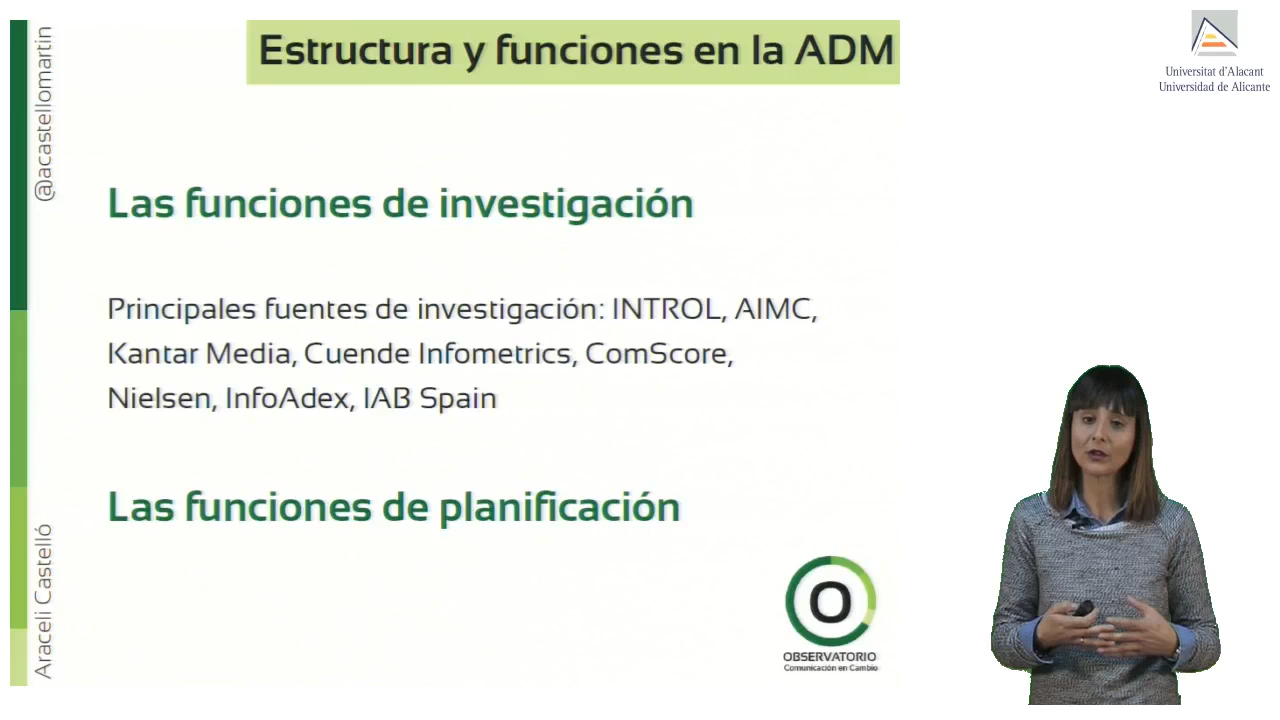 Estructura y funciones en la ADM
@acastellomartin
Universitat d'Alacant
Universidad de Alicante
Las funciones de investigación
Principales fuentes de investigación: INTROL, AIMC,
Kantar Media, Cuende Infometrics, ComScore,
Nielsen, InfoAdex, IAB Spain
Las funciones de planificación
Araceli Castelló
O
OBSERVATORIO
Comunicación en Cambio